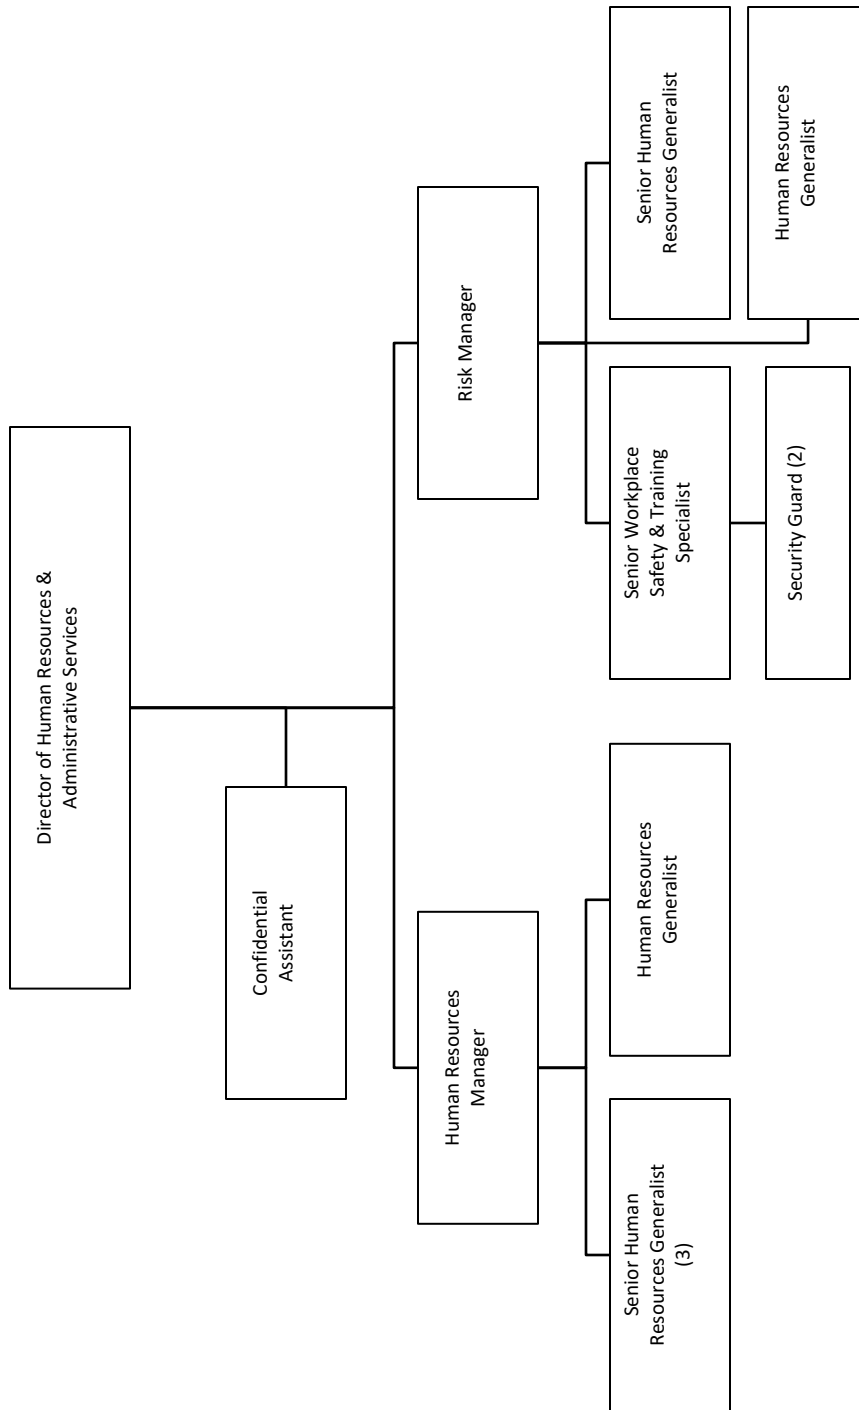 Director of Human Resources &
Administrative Services
Confidential
Assistant
Human Resources
Manager
Risk Manager
Senior Human
Resources Generalist
(3)
Human Resources
Generalist
Senior Workplace
Safety & Training
Specialist
Senior Human
Resources Generalist
Security Guard (2)
Human Resources
Generalist